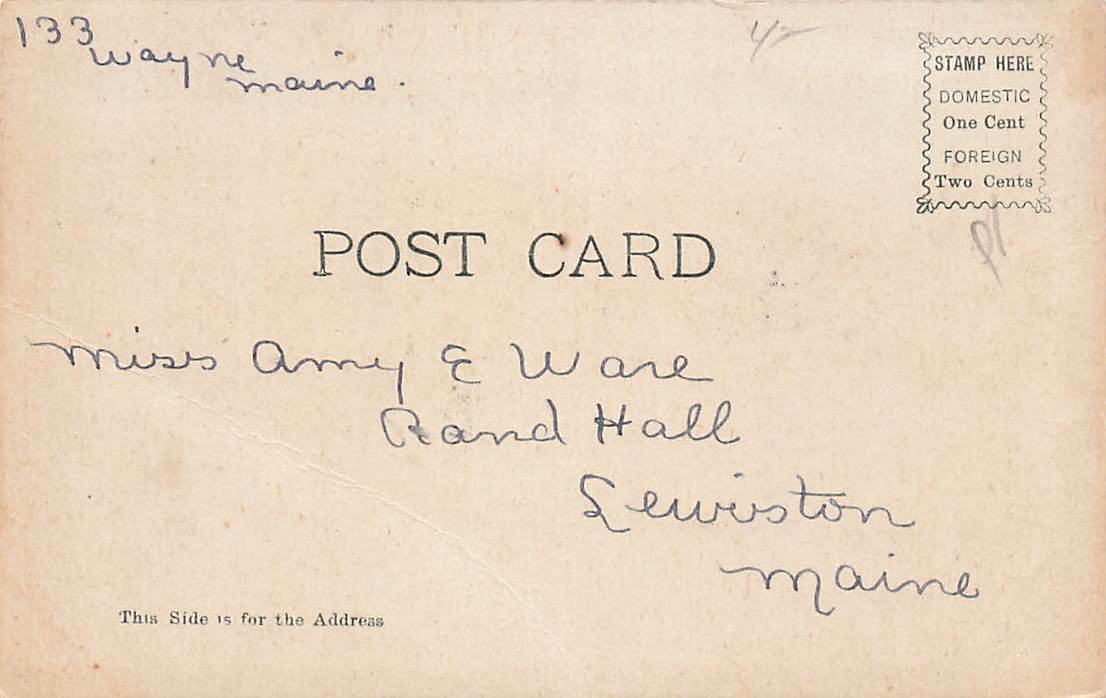 133
Wayne
Maine.
42
STAMP HERE
DOMESTIC
One Cent
FOREIGN
Two Cents
POST CARD
Miss Amy E Ware
Rand Hall
Lewiston
Maine
This Side is for the Address